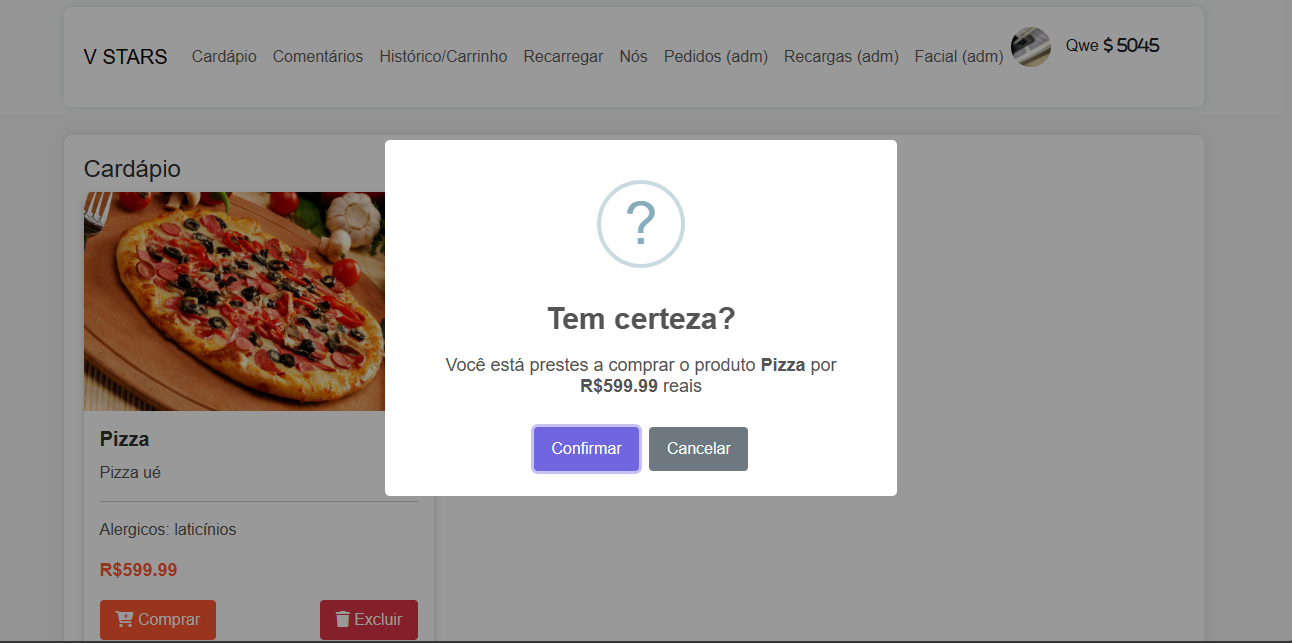 V STARS Cardápio Comentários Histórico/Carrinho Recarregar Nós Pedidos (adm) Recargas (adm) Facial (adm) Qwe $ 5045
Cardápio
?
Tem certeza?
Você está prestes a comprar o produto Pizza por
R$599.99 reais
Confirmar Cancelar
Pizza
Pizza ué
Alergicos: laticínios
R$599.99
Comprar Excluir